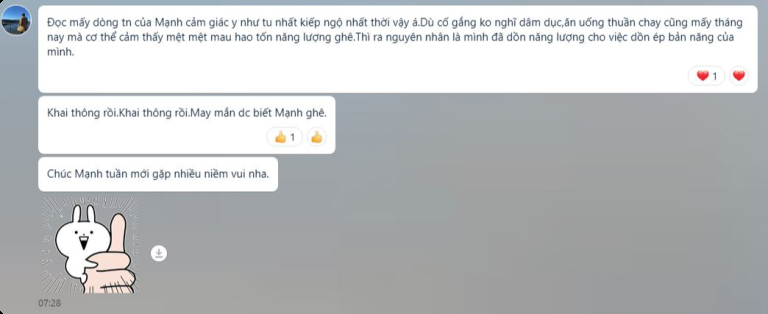 Đọc mấy dòng tn của Mạnh cảm giác y như tu nhất kiếp ngộ nhất thời vậy á.Dù cố gắng ko nghĩ dâm dục,ăn uống thuần chay cũng mấy tháng
nay mà cơ thể cảm thấy mệt mệt mau hao tốn năng lượng ghê.Thì ra nguyên nhân là mình đã dồn năng lượng cho việc dồn ép bản năng của
mình.
1
Khai thông rồi.Khai thông rồi.May mắn dc biết Mạnh ghê.
1
Chúc Mạnh tuần mới gặp nhiều niềm vui nha.
07:28